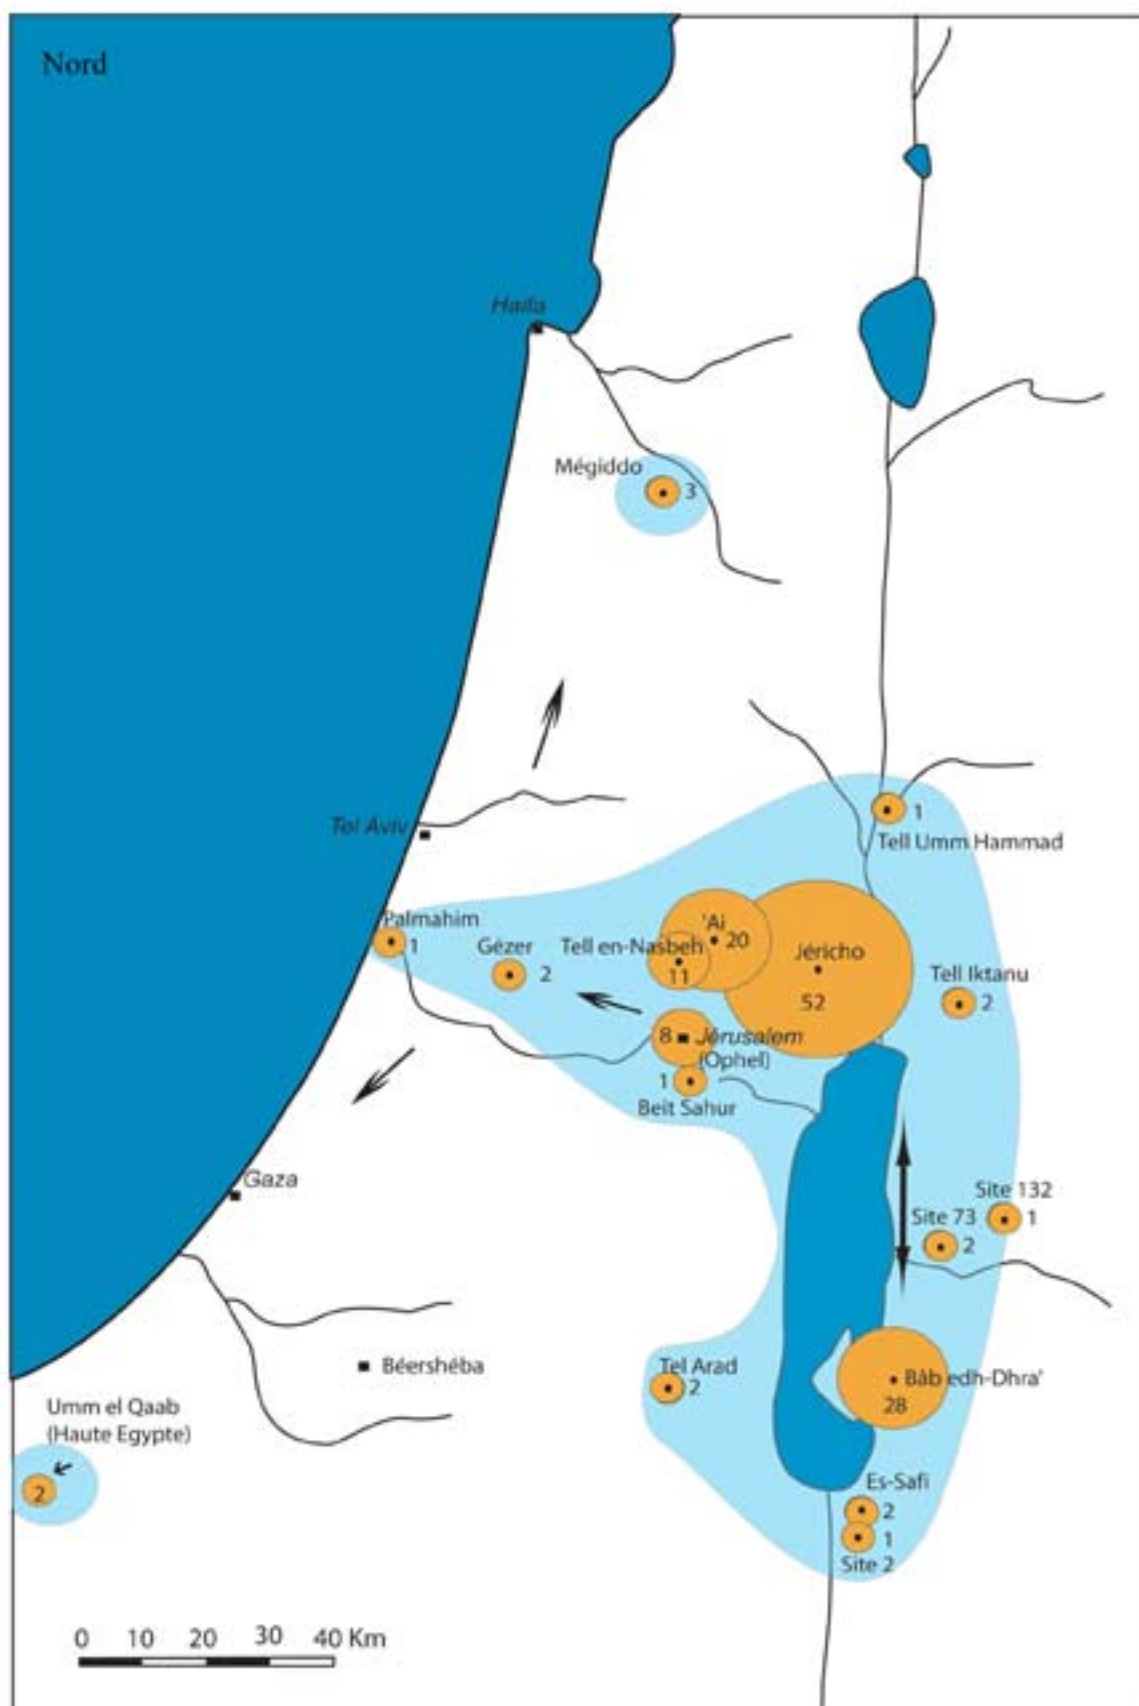 Nord
Haifa
Mégiddo
3
Tel Aviv
1
Tell Umm Hammad
Palmahim
1
Gézer
2
'Ai
20
Tell en-Nasbeh
11
Jéricho
52
Tell Iktanu
2
8
Jérusalem
(Ophel)
1
Beit Sahur
Gaza
Site 132
1
Site 73
2
Béershéba
Tel Arad
2
Bâb edh-Dhra'
28
Umm el Qaab
(Haute Egypte)
2
Es-Safi
2
1
Site 2
0 10 20 30 40 Km